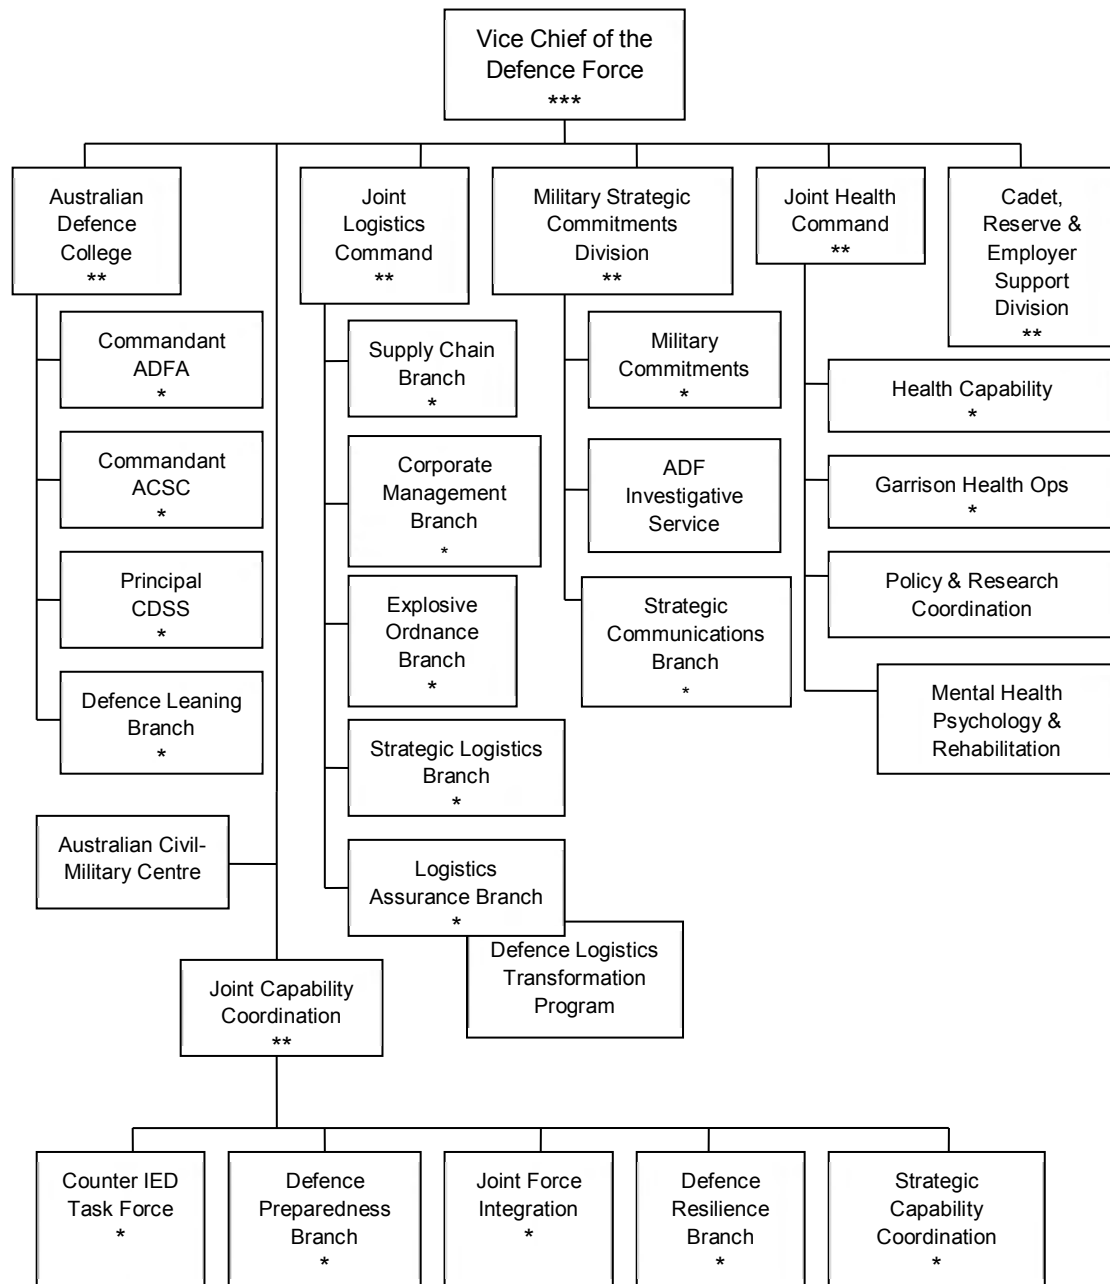 Vice Chief of the
Defence Force
***
Australian
Defence
College
**
Joint
Logistics
Command
**
Military Strategic
Commitments
Division
**
Joint Health
Command
**
Cadet,
Reserve &
Employer
Support
Division
**
Commandant
ADFA
*
Commandant
ACSC
*
Principal
CDSS
*
Defence Leaning
Branch
*
Supply Chain
Branch
*
Corporate
Management
Branch
*
Explosive
Ordnance
Branch
*
Strategic Logistics
Branch
*
Logistics
Assurance Branch
*
Defence Logistics
Transformation
Program
Military
Commitments
*
ADF
Investigative
Service
Strategic
Communications
Branch
*
Health Capability
*
Garrison Health Ops
*
Policy & Research
Coordination
Mental Health
Psychology &
Rehabilitation
Australian Civil-
Military Centre
Joint Capability
Coordination
**
Counter IED
Task Force
*
Defence
Preparedness
Branch
*
Joint Force
Integration
*
Defence
Resilience
Branch
*
Strategic
Capability
Coordination
*